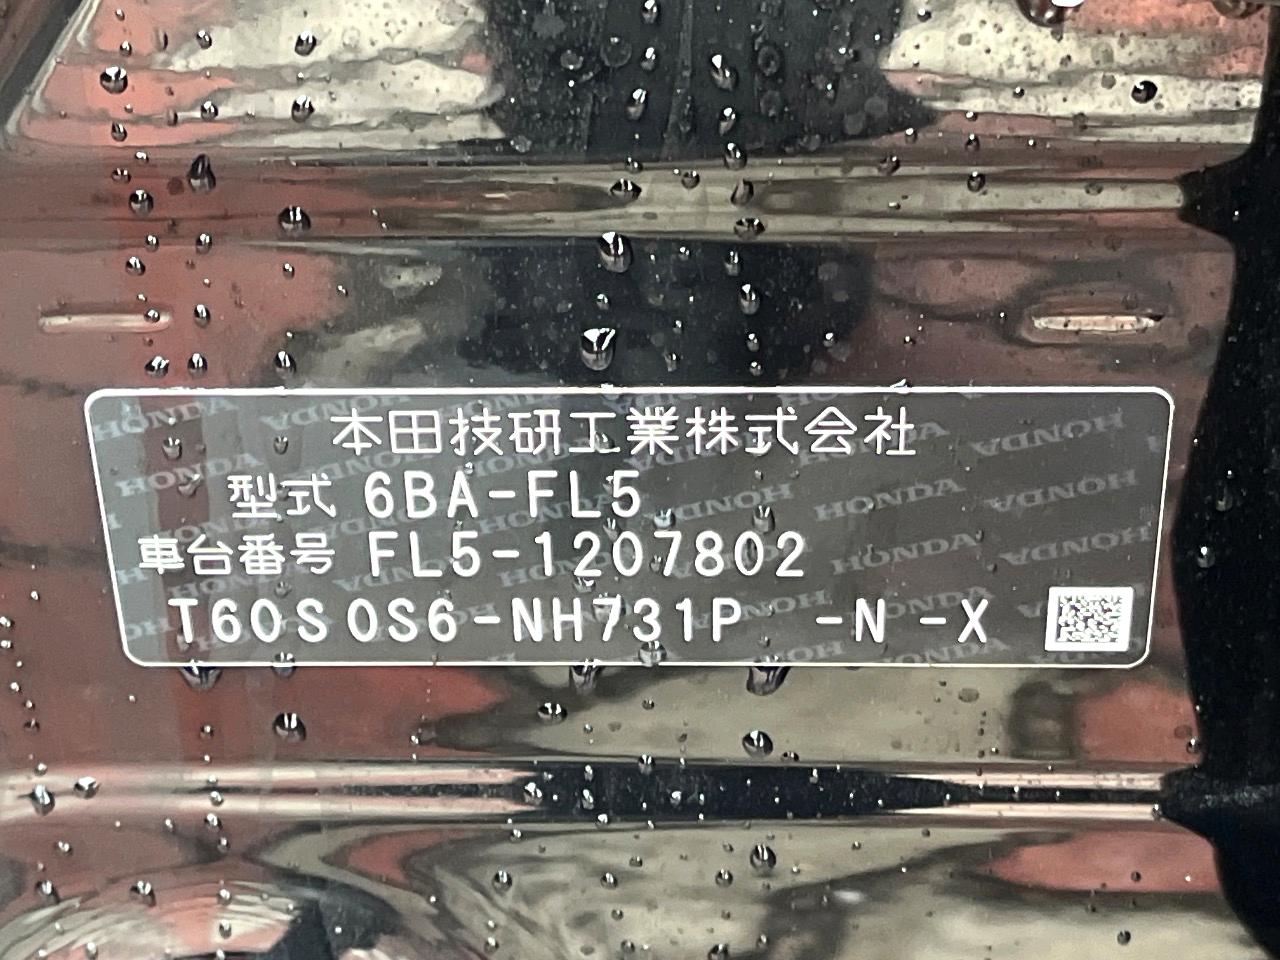 本田技研工業株式会社
型式 6BA-FL5
車台番号 FL5-1207802
T60S0S6-NH731P -N -X